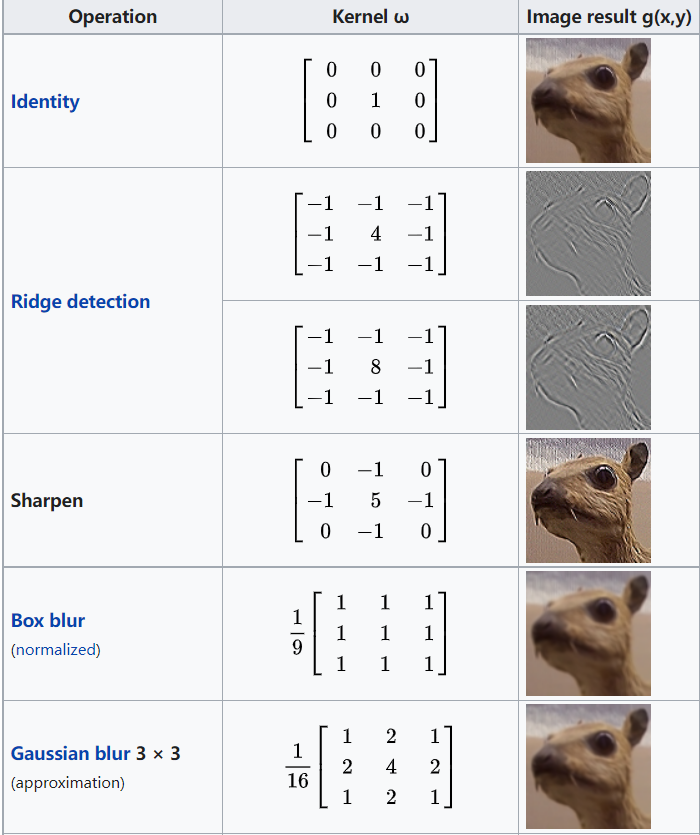 Operation Kernel ω Image result g(x,y)
Identity
0 0 0
0 1 0
0 0 0
Ridge detection
−1 −1 −1
−1 4 −1
−1 −1 −1
−1 −1 −1
−1 8 −1
−1 −1 −1
Sharpen
0 −1 0
−1 5 −1
0 −1 0
Box blur
(normalized)
1/9
1 1 1
1 1 1
1 1 1
Gaussian blur 3 × 3
(approximation)
1/16
1 2 1
2 4 2
1 2 1